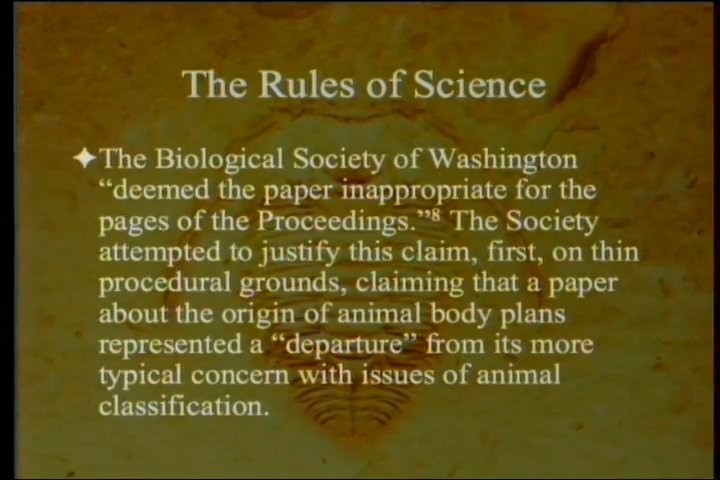 The Rules of Science
The Biological Society of Washington
“deemed the paper inappropriate for the
pages of the Proceedings.”8 The Society
attempted to justify this claim, first, on thin
procedural grounds, claiming that a paper
about the origin of animal body plans
represented a “departure” from its more
typical concern with issues of animal
classification.